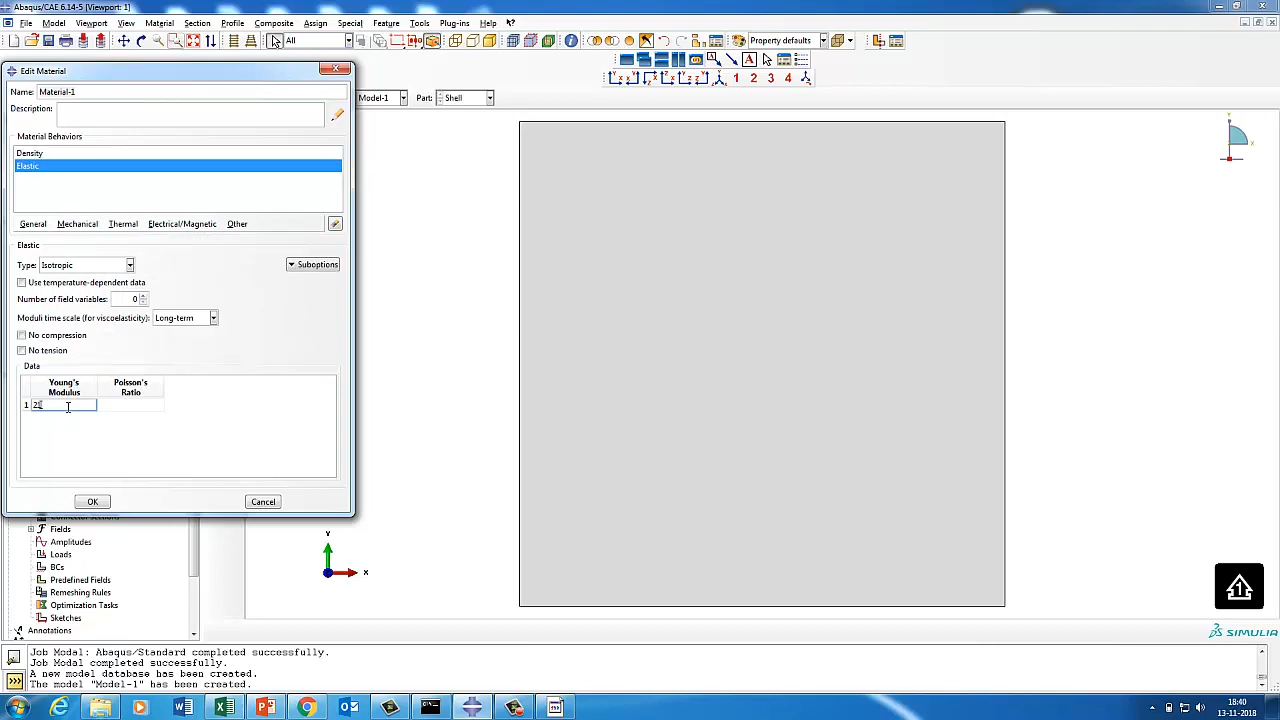 Abaqus/CAE 6.14-5 [Viewport: 1]
File Model Viewport View Material Section Profile Composite Assign Special Feature Tools Plug-ins Help
All
Property defaults
1 2 3 4
Edit Material
Name: Material-1
Model-1 Part: Shell
Description:
Material Behaviors
Density
Elastic
General Mechanical Thermal Electrical/Magnetic Other
Elastic
Type: Isotropic
Suboptions
Use temperature-dependent data
Number of field variables: 0
Moduli time scale (for viscoelasticity): Long-term
No compression
No tension
Data
Young's Modulus
Poisson's Ratio
1 21
OK Cancel
Fields
Amplitudes
Loads
BCs
Predefined Fields
Remeshing Rules
Optimization Tasks
Sketches
Annotations
Y
X
Y
X
1
SIMULIA
Job Modal: Abaqus/Standard completed successfully.
Job Modal completed successfully.
A new model database has been created.
The model "Model-1" has been created.
18:40
13-11-2018